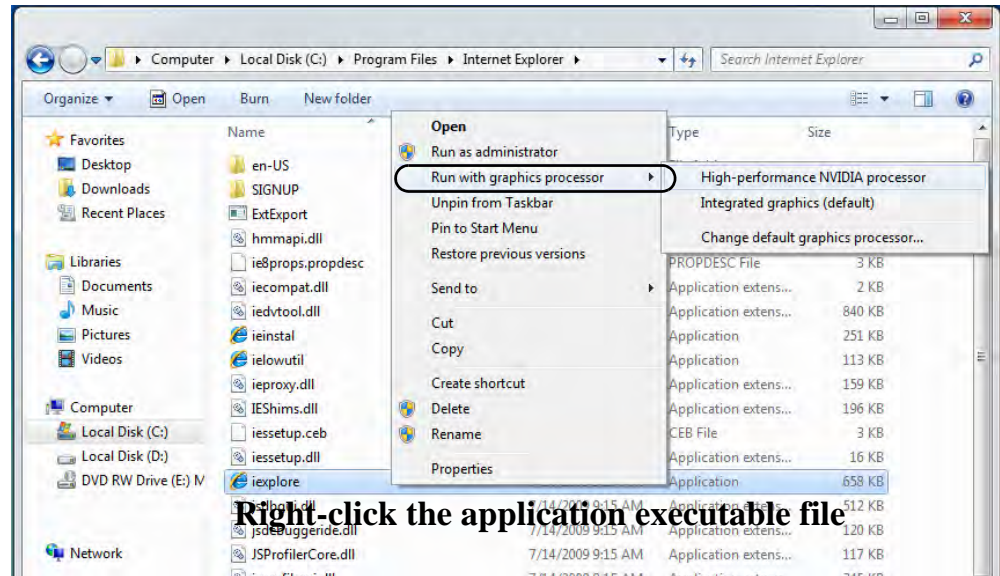 Computer ▸ Local Disk (C:) ▸ Program Files ▸ Internet Explorer ▸
Search Internet Explorer
Organize
Open
Burn
New folder
Favorites
Desktop
Downloads
Recent Places
Libraries
Documents
Music
Pictures
Videos
Computer
Local Disk (C:)
Local Disk (D:)
DVD RW Drive (E:) M
Network
Name
Type
Size
en-US
SIGNUP
ExtExport
hmmapi.dll
ie8props.propdesc
PROPDESC File
3 KB
iecompat.dll
Application extens...
2 KB
iedvtool.dll
Application extens...
840 KB
ieinstal
Application
251 KB
ielowutil
Application
113 KB
ieproxy.dll
Application extens...
159 KB
IEShims.dll
Application extens...
196 KB
iessetup.ceb
CEB File
3 KB
iessetup.dll
Application extens...
16 KB
iexplore
Application
658 KB
7/14/2009 9:15 AM
Application extens...
512 KB
jsdebuggeride.dll
7/14/2009 9:15 AM
Application extens...
120 KB
JSProfilerCore.dll
7/14/2009 9:15 AM
Application extens...
117 KB
Open
Run as administrator
Run with graphics processor
Unpin from Taskbar
Pin to Start Menu
Restore previous versions
Send to
Cut
Copy
Create shortcut
Delete
Rename
Properties
High-performance NVIDIA processor
Integrated graphics (default)
Change default graphics processor...
Right-click the application executable file